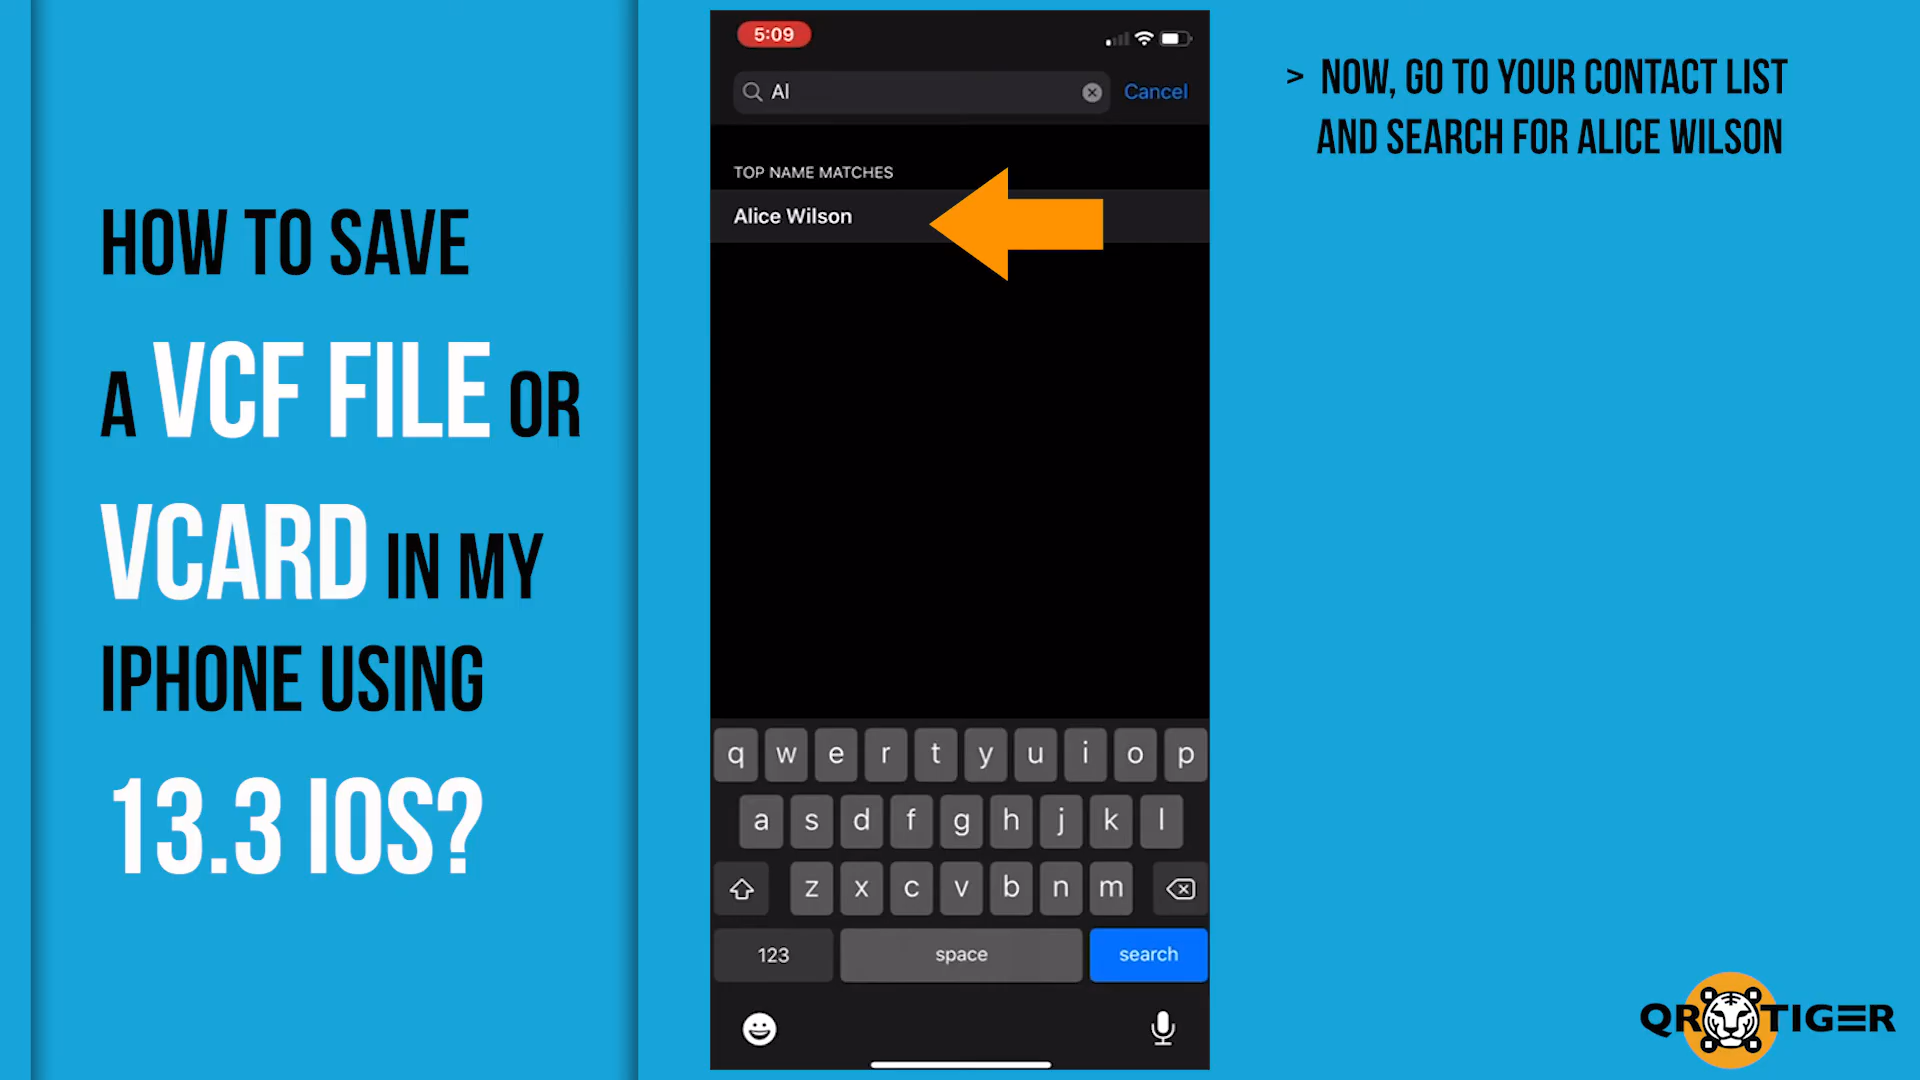 HOW TO SAVE
A VCF FILE OR
VCARD IN MY
IPHONE USING
13.3 IOS?
5:09
Al
Cancel
TOP NAME MATCHES
Alice Wilson
q w e r t y u i o p
a s d f g h j k l
z x c v b n m
123 space search
> NOW, GO TO YOUR CONTACT LIST
AND SEARCH FOR ALICE WILSON
QR TIGER